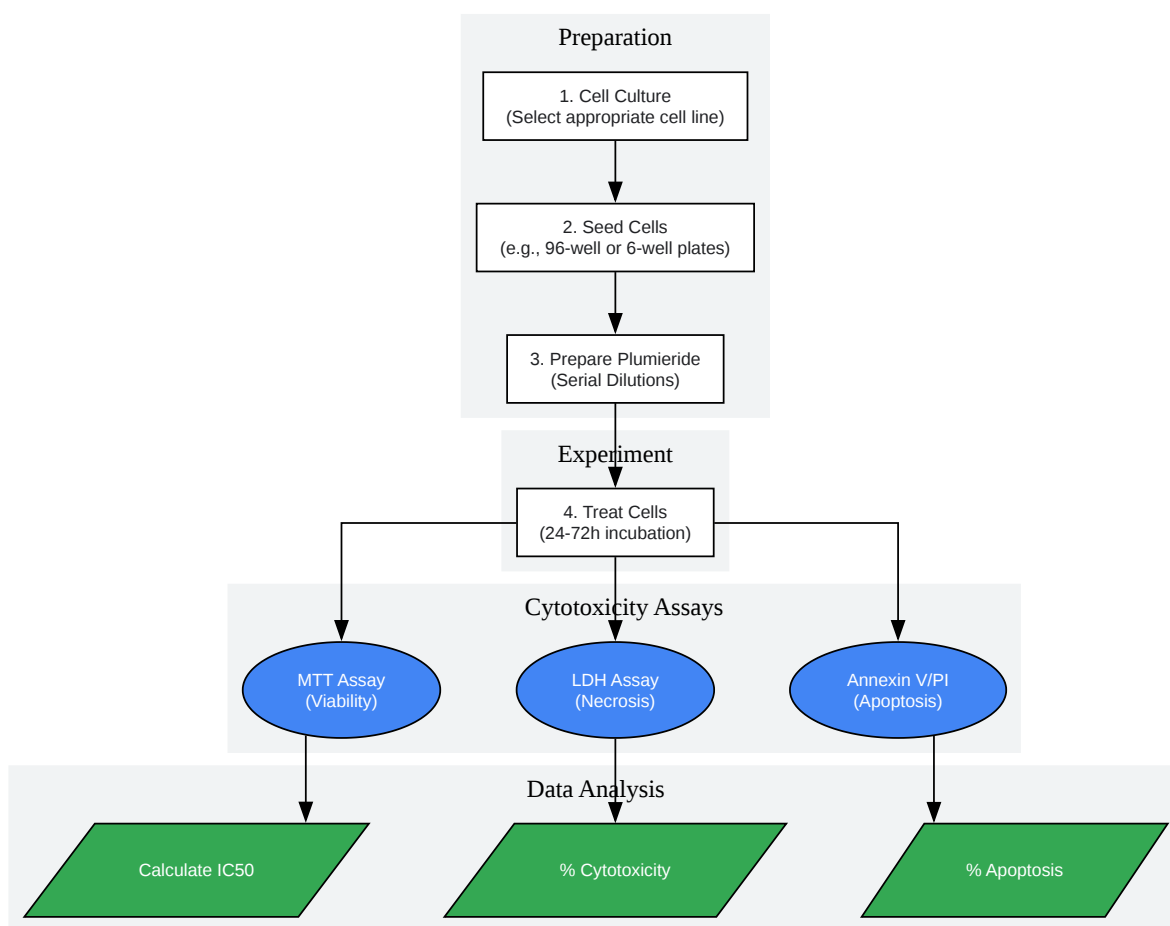 Preparation
1. Cell Culture
(Select appropriate cell line)
2. Seed Cells
(e.g., 96-well or 6-well plates)
3. Prepare Plumieride
(Serial Dilutions)
Experiment
4. Treat Cells
(24-72h incubation)
Cytotoxicity Assays
MTT Assay
(Viability)
LDH Assay
(Necrosis)
Annexin V/PI
(Apoptosis)
Data Analysis
Calculate IC50
% Cytotoxicity
% Apoptosis